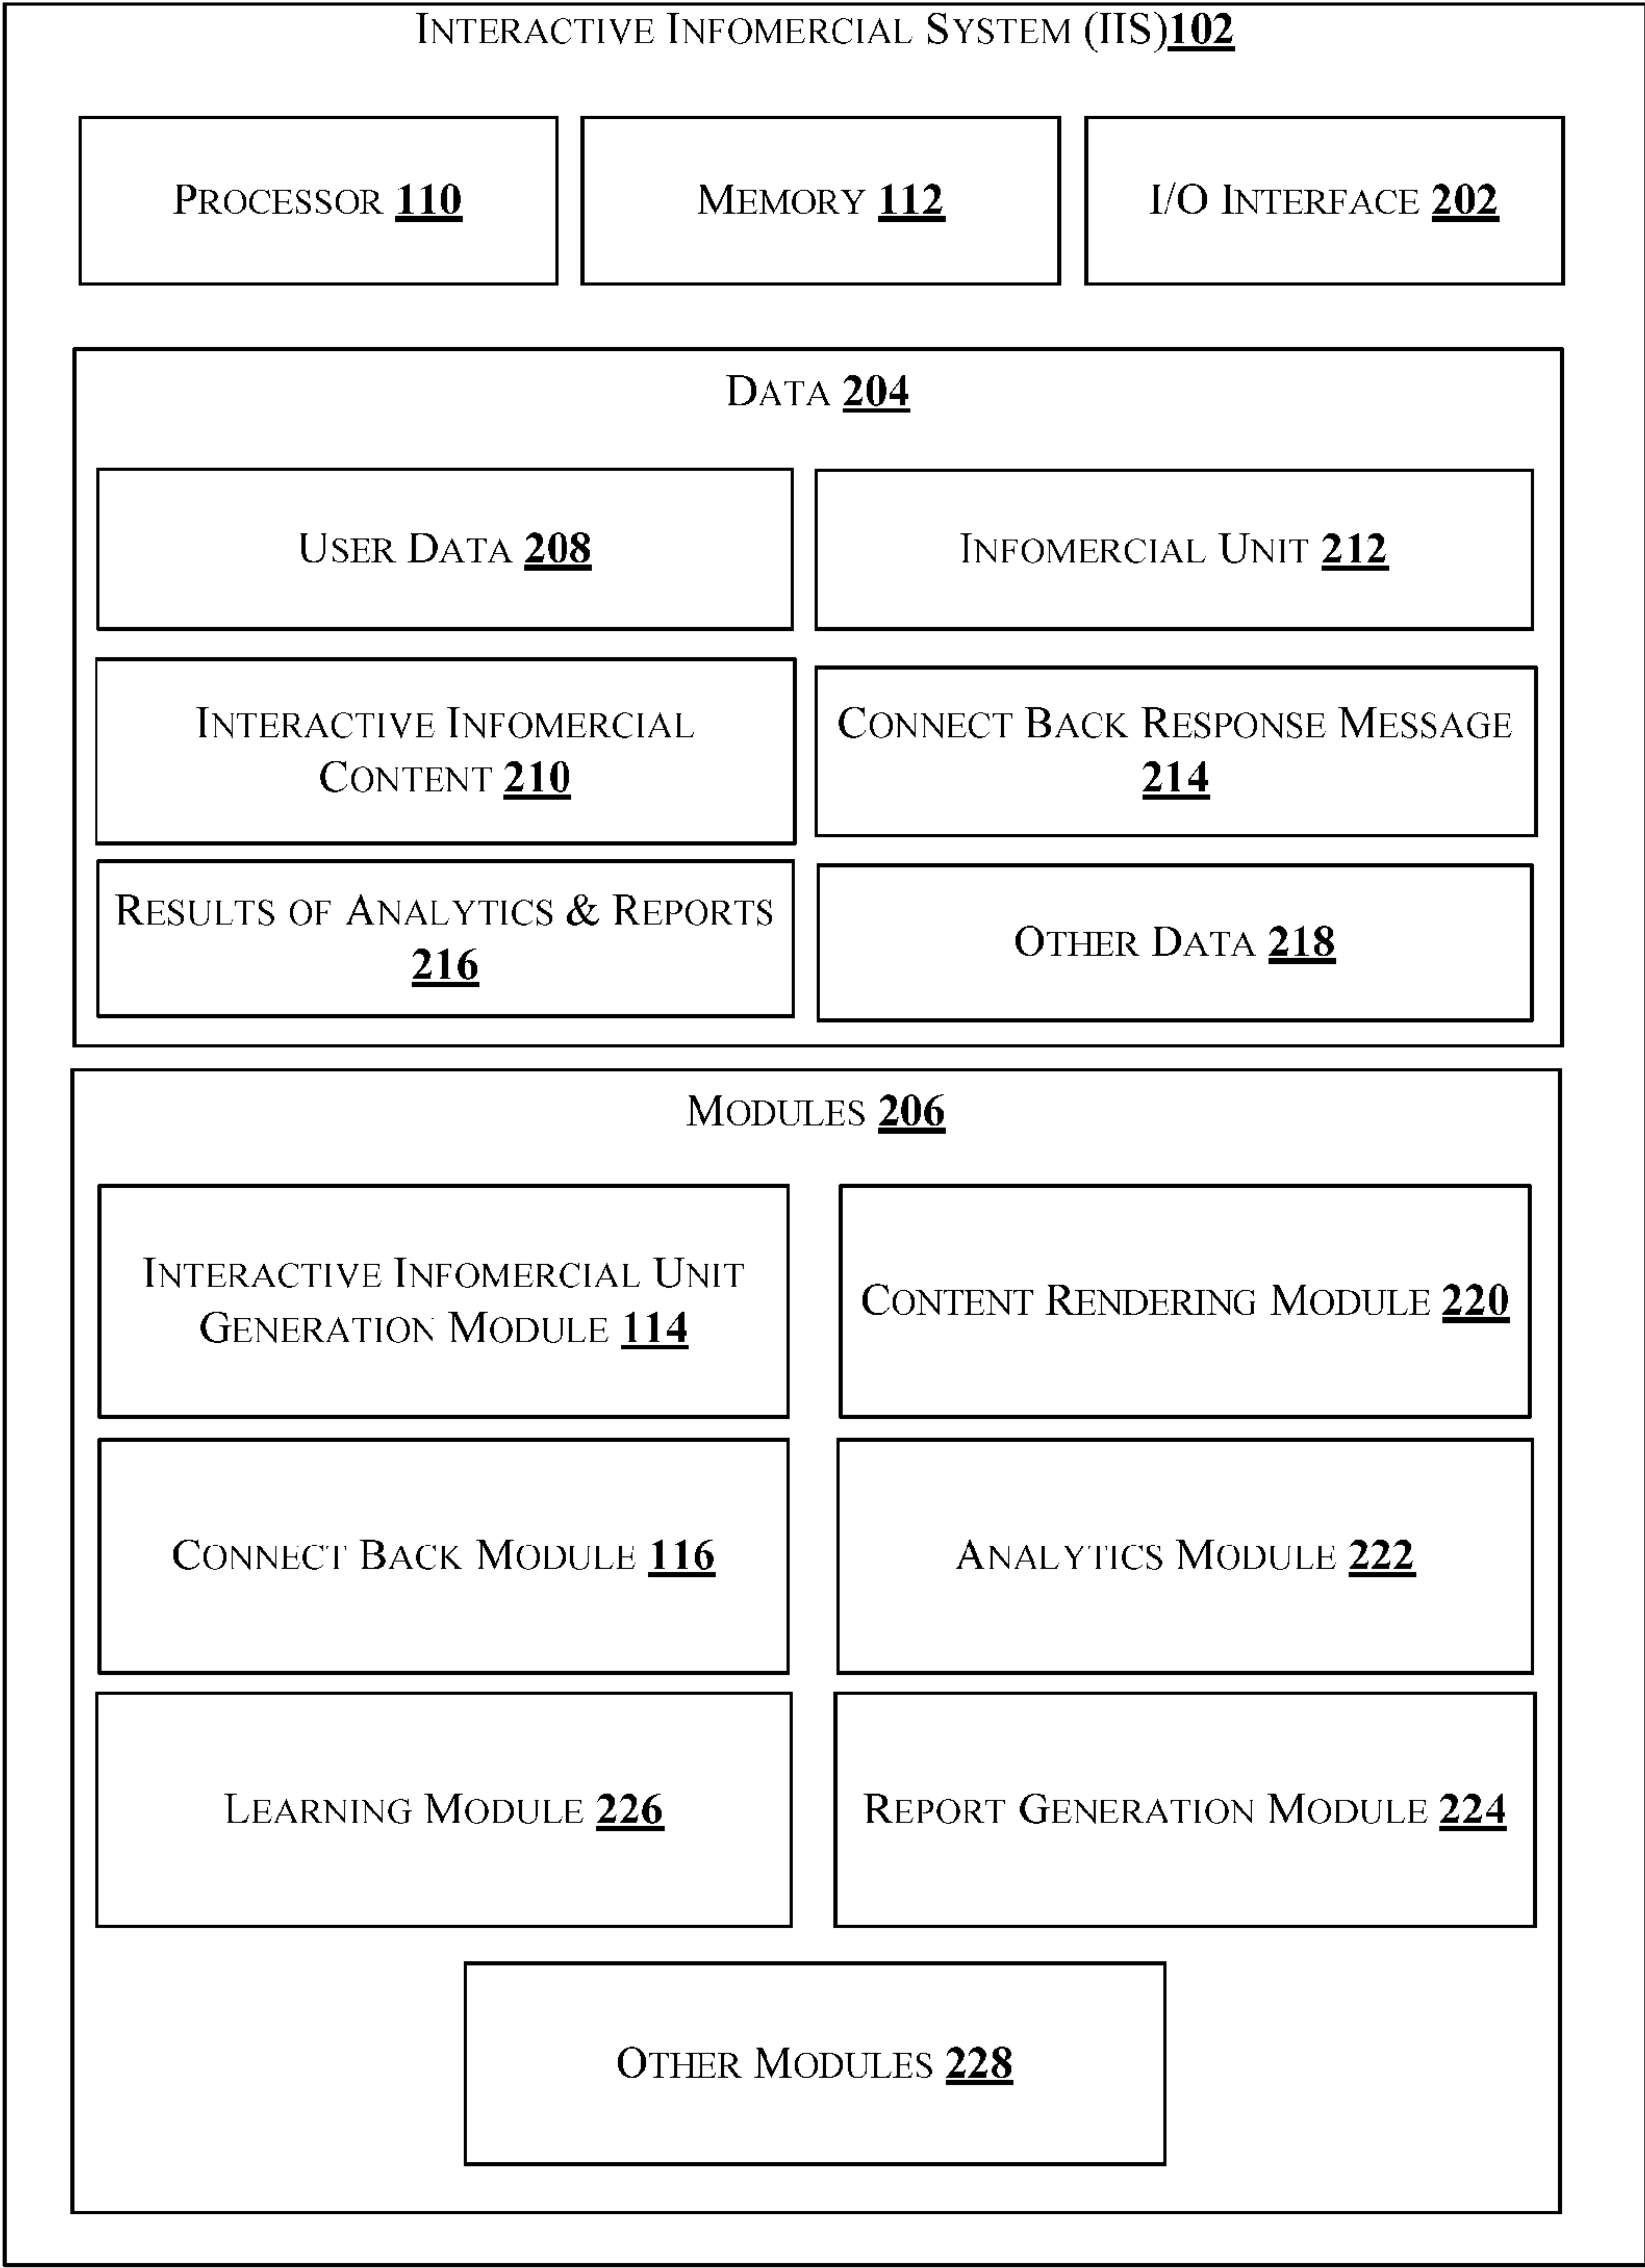 INTERACTIVE INFOMERCIAL SYSTEM (IIS)102
PROCESSOR 110
MEMORY 112
I/O INTERFACE 202
DATA 204
USER DATA 208
INFOMERCIAL UNIT 212
INTERACTIVE INFOMERCIAL
CONTENT 210
CONNECT BACK RESPONSE MESSAGE
214
RESULTS OF ANALYTICS & REPORTS
216
OTHER DATA 218
MODULES 206
INTERACTIVE INFOMERCIAL UNIT
GENERATION MODULE 114
CONTENT RENDERING MODULE 220
CONNECT BACK MODULE 116
ANALYTICS MODULE 222
LEARNING MODULE 226
REPORT GENERATION MODULE 224
OTHER MODULES 228